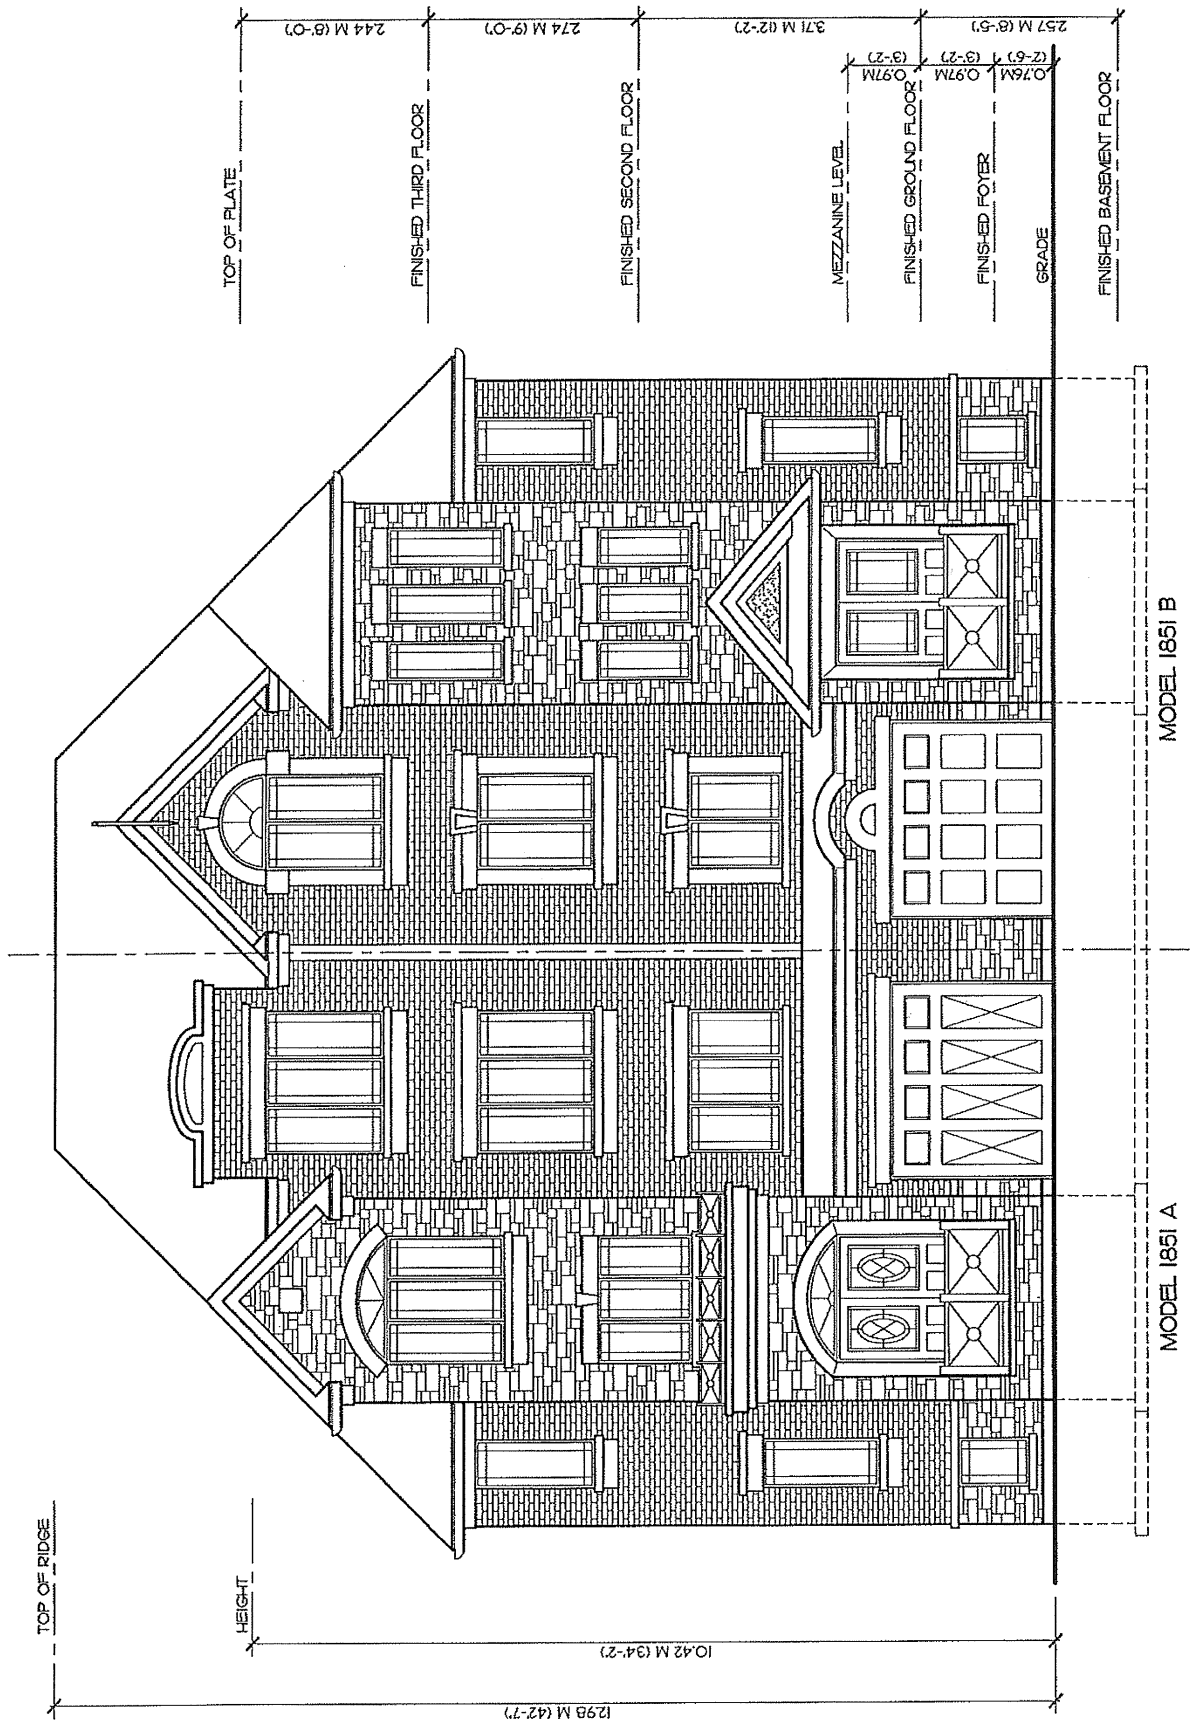 TOP OF RIDGE
HEIGHT
12.98 M (42'-7")
10.42 M (34'-2")
TOP OF PLATE
FINISHED THIRD FLOOR
FINISHED SECOND FLOOR
MEZZANINE LEVEL
FINISHED GROUND FLOOR
FINISHED FOYER
GRADE
FINISHED BASEMENT FLOOR
2.44 M (8'-0")
2.74 M (9'-0")
3.71 M (12'-2")
2.57 M (8'-5")
0.97M
(3'-2")
0.97M
(3'-2")
0.76M
(2'-6")
MODEL 1851 A
MODEL 1851 B